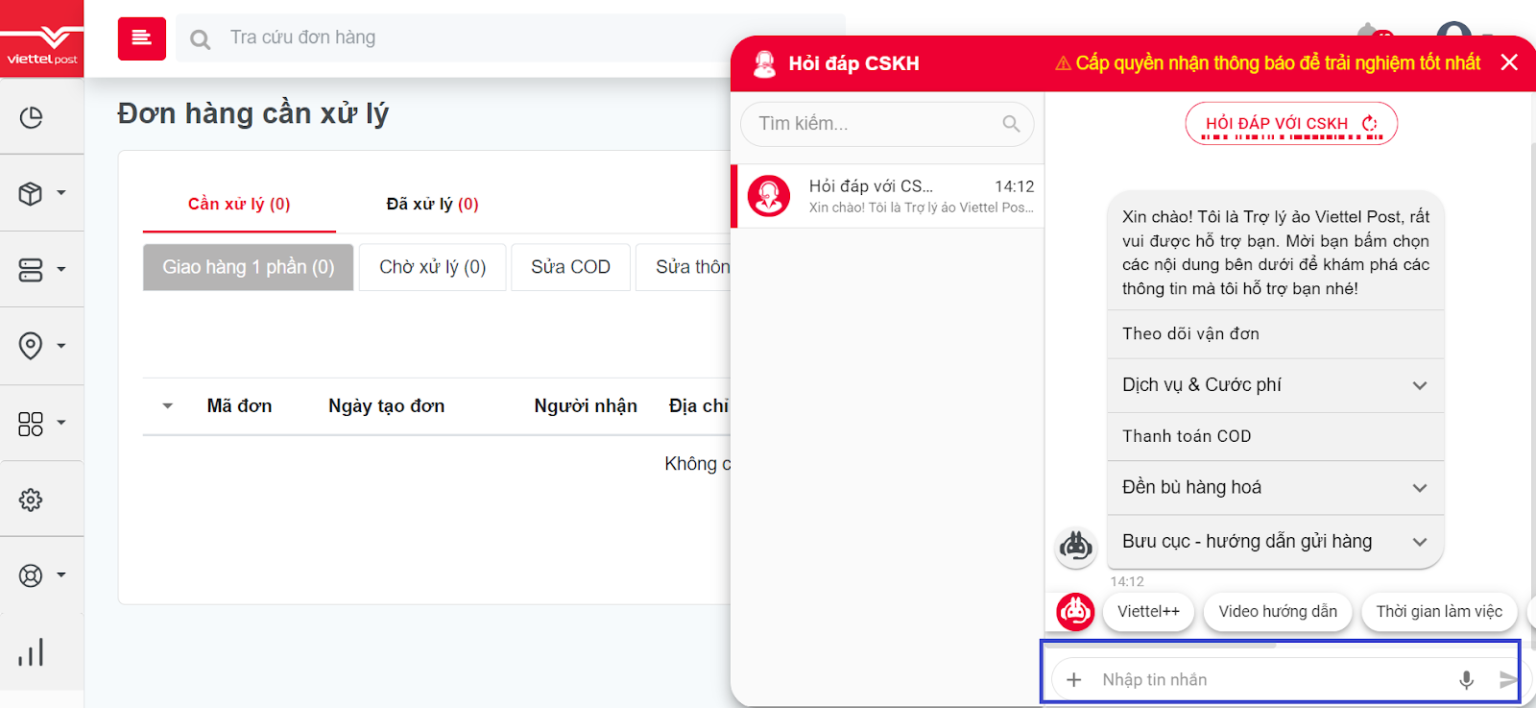 viettel post
Tra cứu đơn hàng
Đơn hàng cần xử lý
Cần xử lý (0)
Đã xử lý (0)
Giao hàng 1 phần (0)
Chờ xử lý (0)
Sửa COD
Sửa thôn
Mã đơn
Ngày tạo đơn
Người nhận
Địa chỉ
Không c
Hỏi đáp CSKH
Cấp quyền nhận thông báo để trải nghiệm tốt nhất
Tìm kiếm...
Hỏi đáp với CS...
14:12
Xin chào! Tôi là Trợ lý ảo Viettel Pos...
HỎI ĐÁP VỚI CSKH
Xin chào! Tôi là Trợ lý ảo Viettel Post, rất
vui được hỗ trợ bạn. Mời bạn bấm chọn
các nội dung bên dưới để khám phá các
thông tin mà tôi hỗ trợ bạn nhé!
Theo dõi vận đơn
Dịch vụ & Cước phí
Thanh toán COD
Đền bù hàng hoá
Bưu cục - hướng dẫn gửi hàng
14:12
Viettel++
Video hướng dẫn
Thời gian làm việc
Nhập tin nhắn